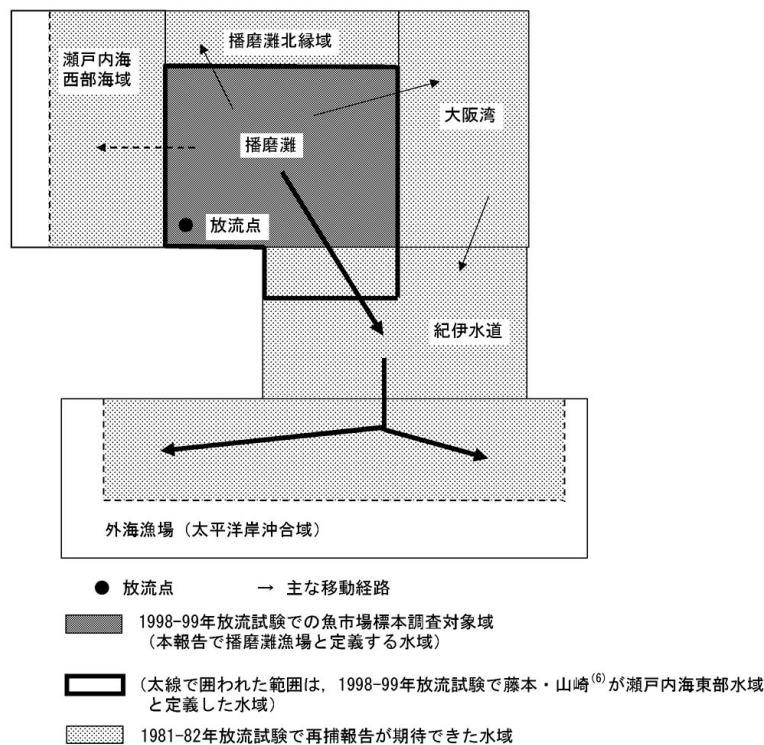 播磨灘北縁域
瀬戸内海
西部海域
大阪湾
播磨灘
放流点
紀伊水道
外海漁場（太平洋岸沖合域）
● 放流点 → 主な移動経路
1998-99年放流試験での魚市場標本調査対象域
（本報告で播磨灘漁場と定義する水域）
（太線で囲われた範囲は，1998-99年放流試験で藤本・山崎(6)が瀬戸内海東部水域
と定義した水域）
1981-82年放流試験で再捕報告が期待できた水域